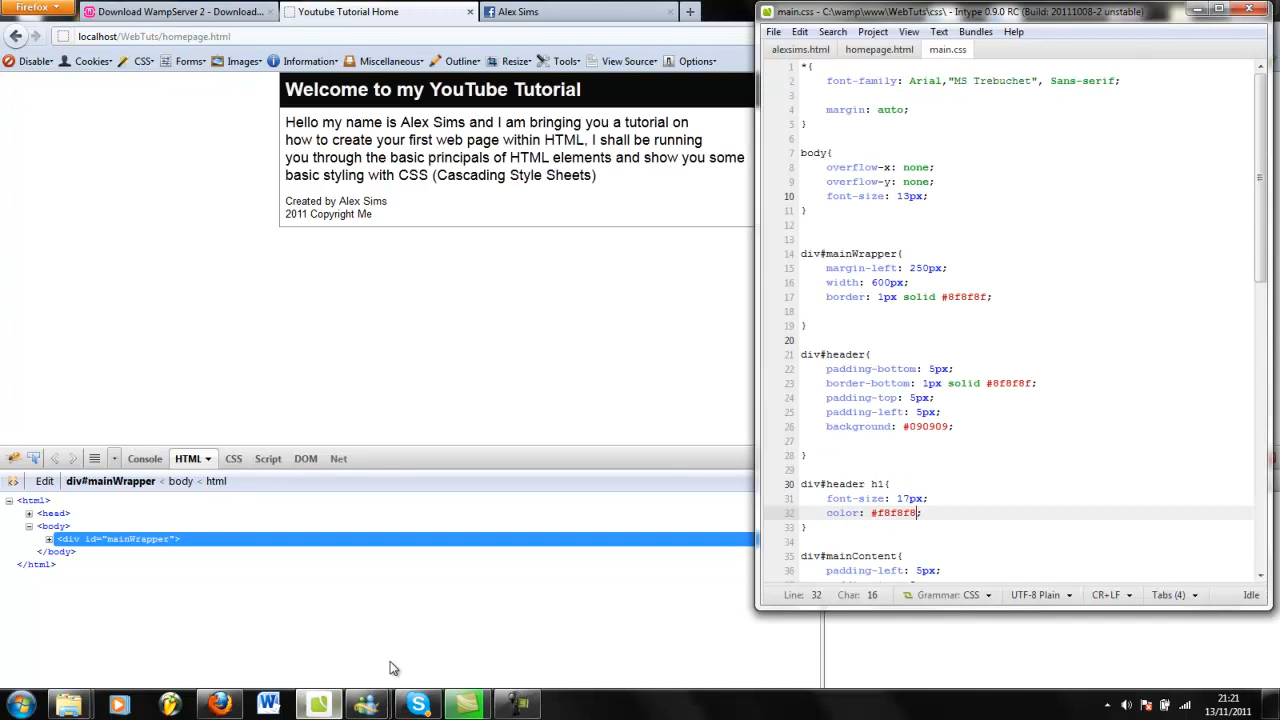 Firefox
Download WampServer 2 - Download...
Youtube Tutorial Home
Alex Sims
localhost/WebTuts/homepage.html
Disable Cookies CSS Forms Images Information Miscellaneous Outline Resize Tools View Source Options
Welcome to my YouTube Tutorial
Hello my name is Alex Sims and I am bringing you a tutorial on
how to create your first web page within HTML, I shall be running
you through the basic principals of HTML elements and show you some
basic styling with CSS (Cascading Style Sheets)
Created by Alex Sims
2011 Copyright Me
Console HTML CSS Script DOM Net
Edit div#mainWrapper < body < html
<html>
<head>
<body>
<div id="mainWrapper">
</body>
</html>
main.css - C:\wamp\www\WebTuts\css\ - Intype 0.9.0 RC (Build: 20111008-2 unstable)
File Edit Search Project View Text Bundles Help
alexsims.html homepage.html main.css
1 *{
2 font-family: Arial,"MS Trebuchet", Sans-serif;
3
4 margin: auto;
5 }
6
7 body{
8 overflow-x: none;
9 overflow-y: none;
10 font-size: 13px;
11 }
12
13
14 div#mainWrapper{
15 margin-left: 250px;
16 width: 600px;
17 border: 1px solid #8f8f8f;
18
19 }
20
21 div#header{
22 padding-bottom: 5px;
23 border-bottom: 1px solid #8f8f8f;
24 padding-top: 5px;
25 padding-left: 5px;
26 background: #090909;
27
28 }
29
30 div#header h1{
31 font-size: 17px;
32 color: #f8f8f8;
33 }
34
35 div#mainContent{
36 padding-left: 5px;
Line: 32 Char: 16 Grammar: CSS UTF-8 Plain CR+LF Tabs (4) Idle
21:21
13/11/2011